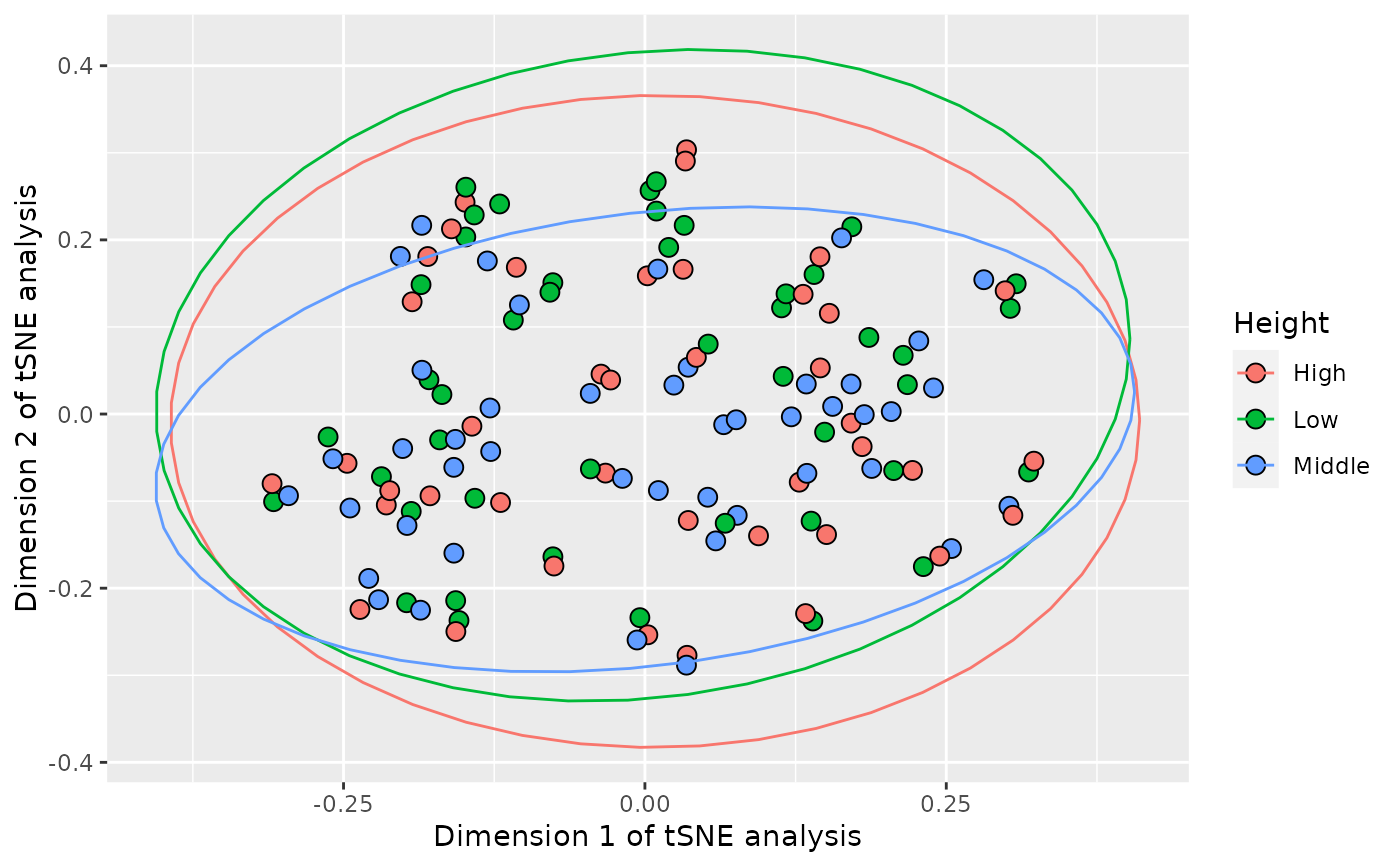 0.4
0.2
0.0
-0.2
-0.4
Dimension 2 of tSNE analysis
-0.25
0.00
0.25
Dimension 1 of tSNE analysis
Height
High
Low
Middle